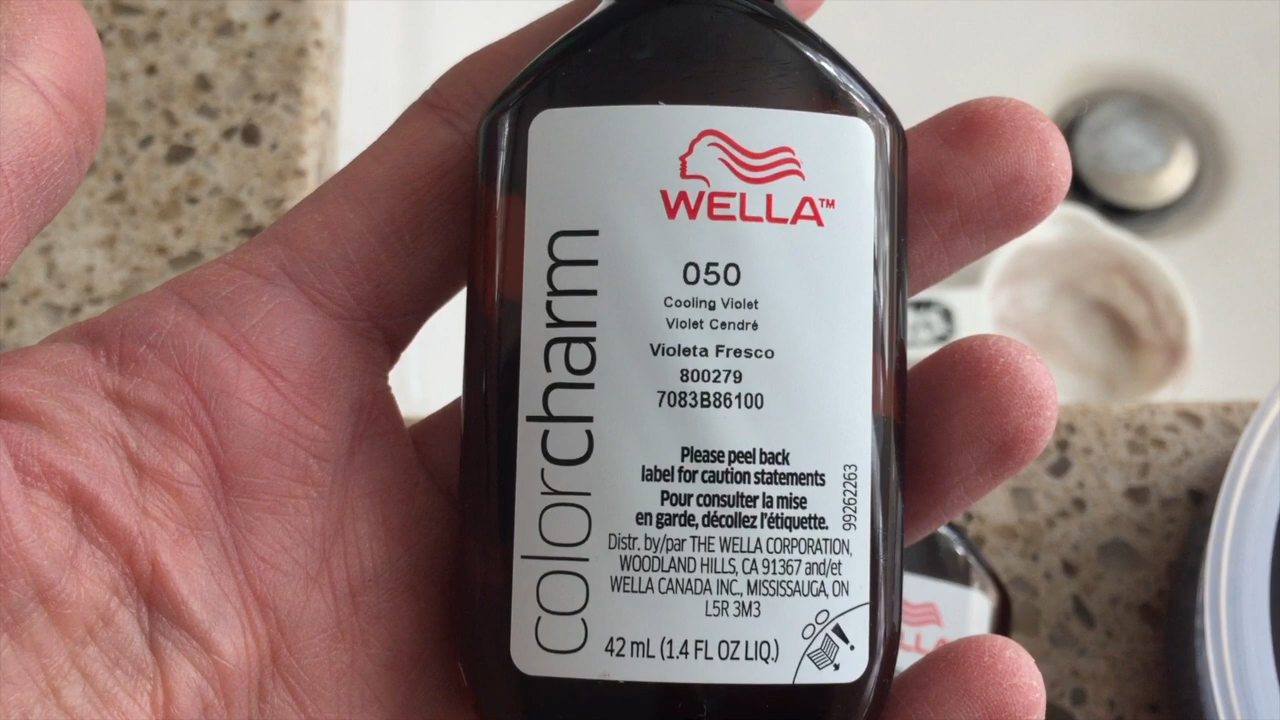 WELLA™
colorcharm
050
Cooling Violet
Violet Cendré
Violeta Fresco
800279
7083B86100
Please peel back
label for caution statements
Pour consulter la mise
en garde, décollez l'étiquette.
99262263
Distr. by/par THE WELLA CORPORATION,
WOODLAND HILLS, CA 91367 and/et
WELLA CANADA INC., MISSISSAUGA, ON
L5R 3M3
42 mL (1.4 FL OZ LIQ.)
WELLA